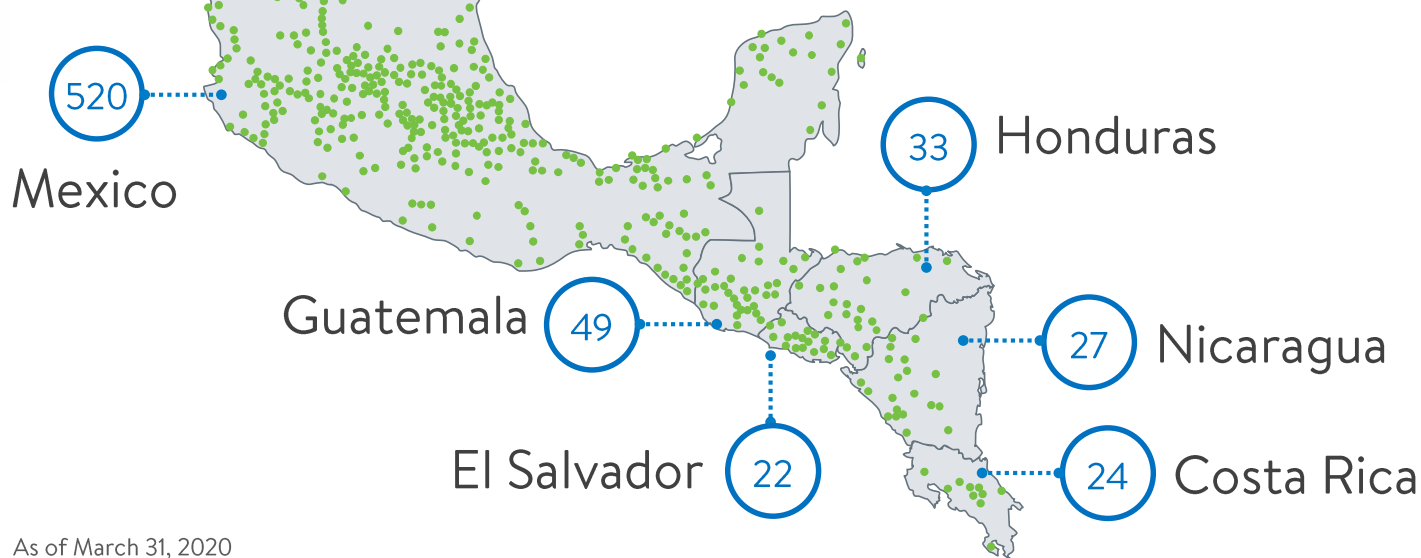 520
Mexico
33
Honduras
Guatemala
49
27
Nicaragua
El Salvador
22
24
Costa Rica
As of March 31, 2020